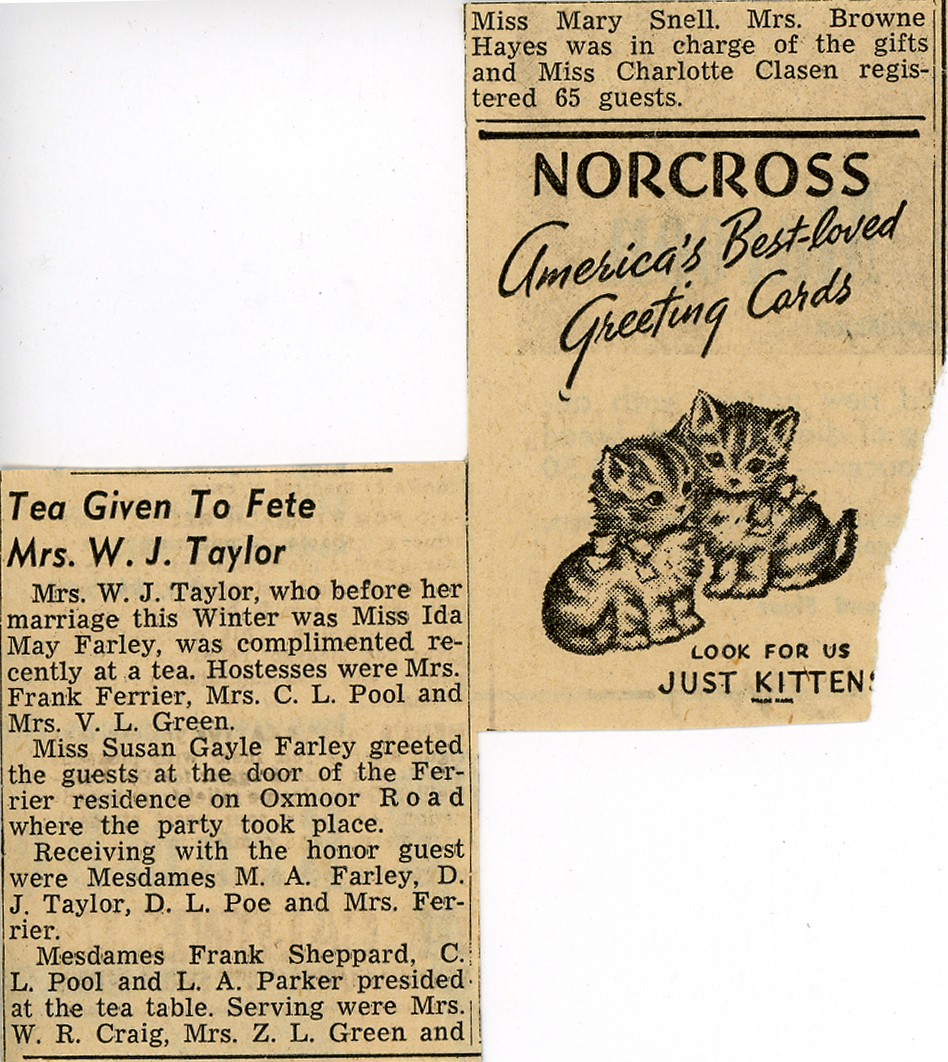 Tea Given To Fete
Mrs. W. J. Taylor
Mrs. W. J. Taylor, who before her
marriage this Winter was Miss Ida
May Farley, was complimented re-
cently at a tea. Hostesses were Mrs.
Frank Ferrier, Mrs. C. L. Pool and
Mrs. V. L. Green.
Miss Susan Gayle Farley greeted
the guests at the door of the Fer-
rier residence on Oxmoor Road
where the party took place.
Receiving with the honor guest
were Mesdames M. A. Farley, D.
J. Taylor, D. L. Poe and Mrs. Fer-
rier.
Mesdames Frank Sheppard, C.
L. Pool and L. A. Parker presided
at the tea table. Serving were Mrs.
W. R. Craig, Mrs. Z. L. Green and
Miss Mary Snell. Mrs. Browne
Hayes was in charge of the gifts
and Miss Charlotte Clasen regis-
tered 65 guests.
NORCROSS
America's Best-loved
Greeting Cards
LOOK FOR US
JUST KITTENS
TRADE MARK